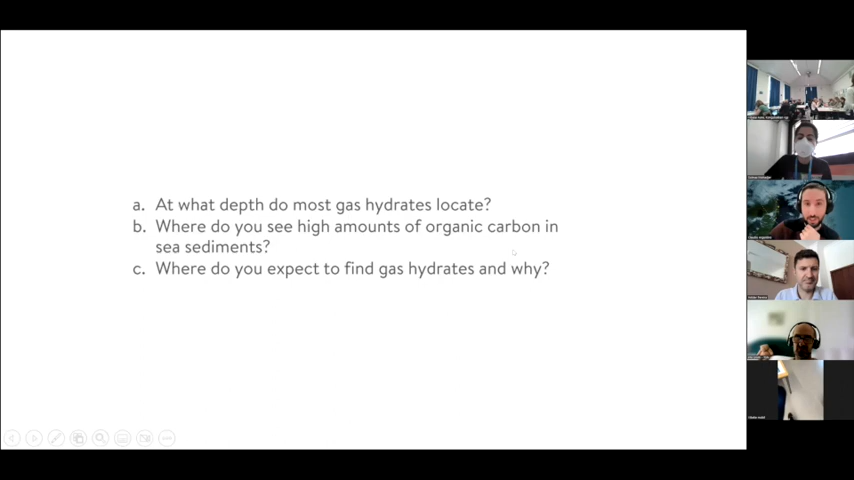 a. At what depth do most gas hydrates locate?
b. Where do you see high amounts of organic carbon in
sea sediments?
c. Where do you expect to find gas hydrates and why?